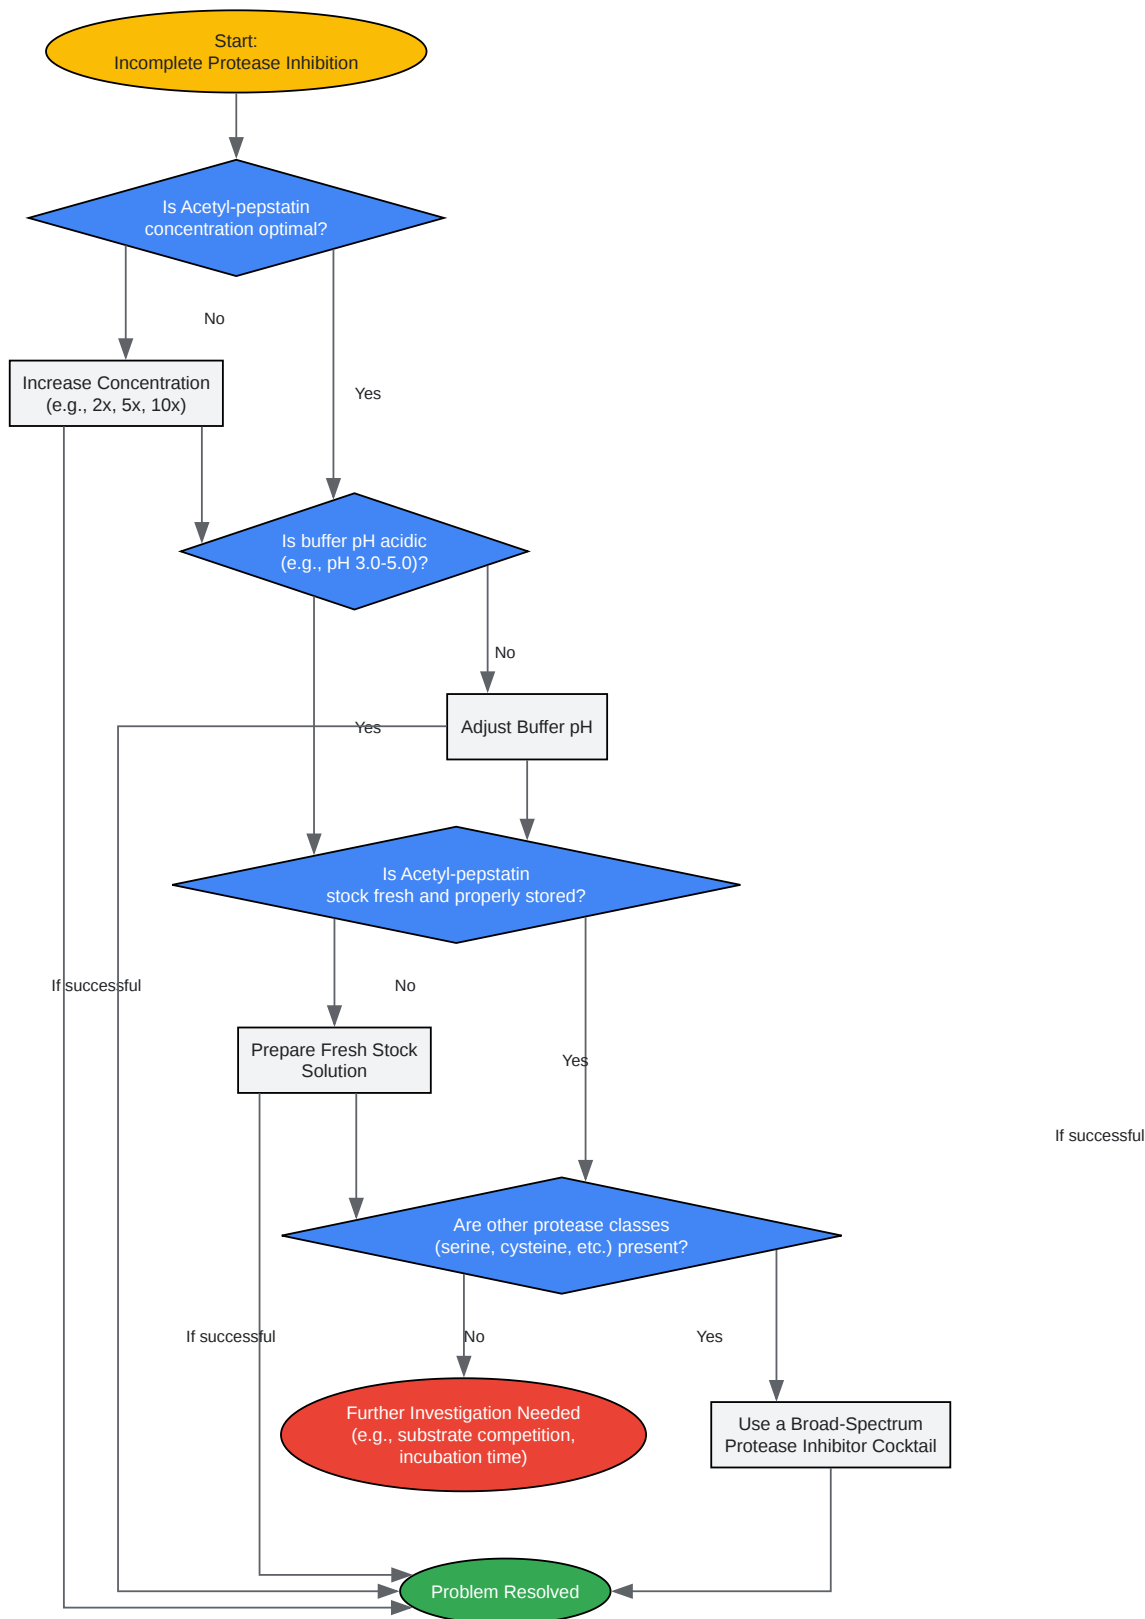 Start:
Incomplete Protease Inhibition
Is Acetyl-pepstatin
concentration optimal?
No
Yes
Increase Concentration
(e.g., 2x, 5x, 10x)
Is buffer pH acidic
(e.g., pH 3.0-5.0)?
No
Yes
Adjust Buffer pH
Is Acetyl-pepstatin
stock fresh and properly stored?
If successful
No
Prepare Fresh Stock
Solution
Yes
If successful
Are other protease classes
(serine, cysteine, etc.) present?
If successful
No
Yes
Further Investigation Needed
(e.g., substrate competition,
incubation time)
Use a Broad-Spectrum
Protease Inhibitor Cocktail
Problem Resolved